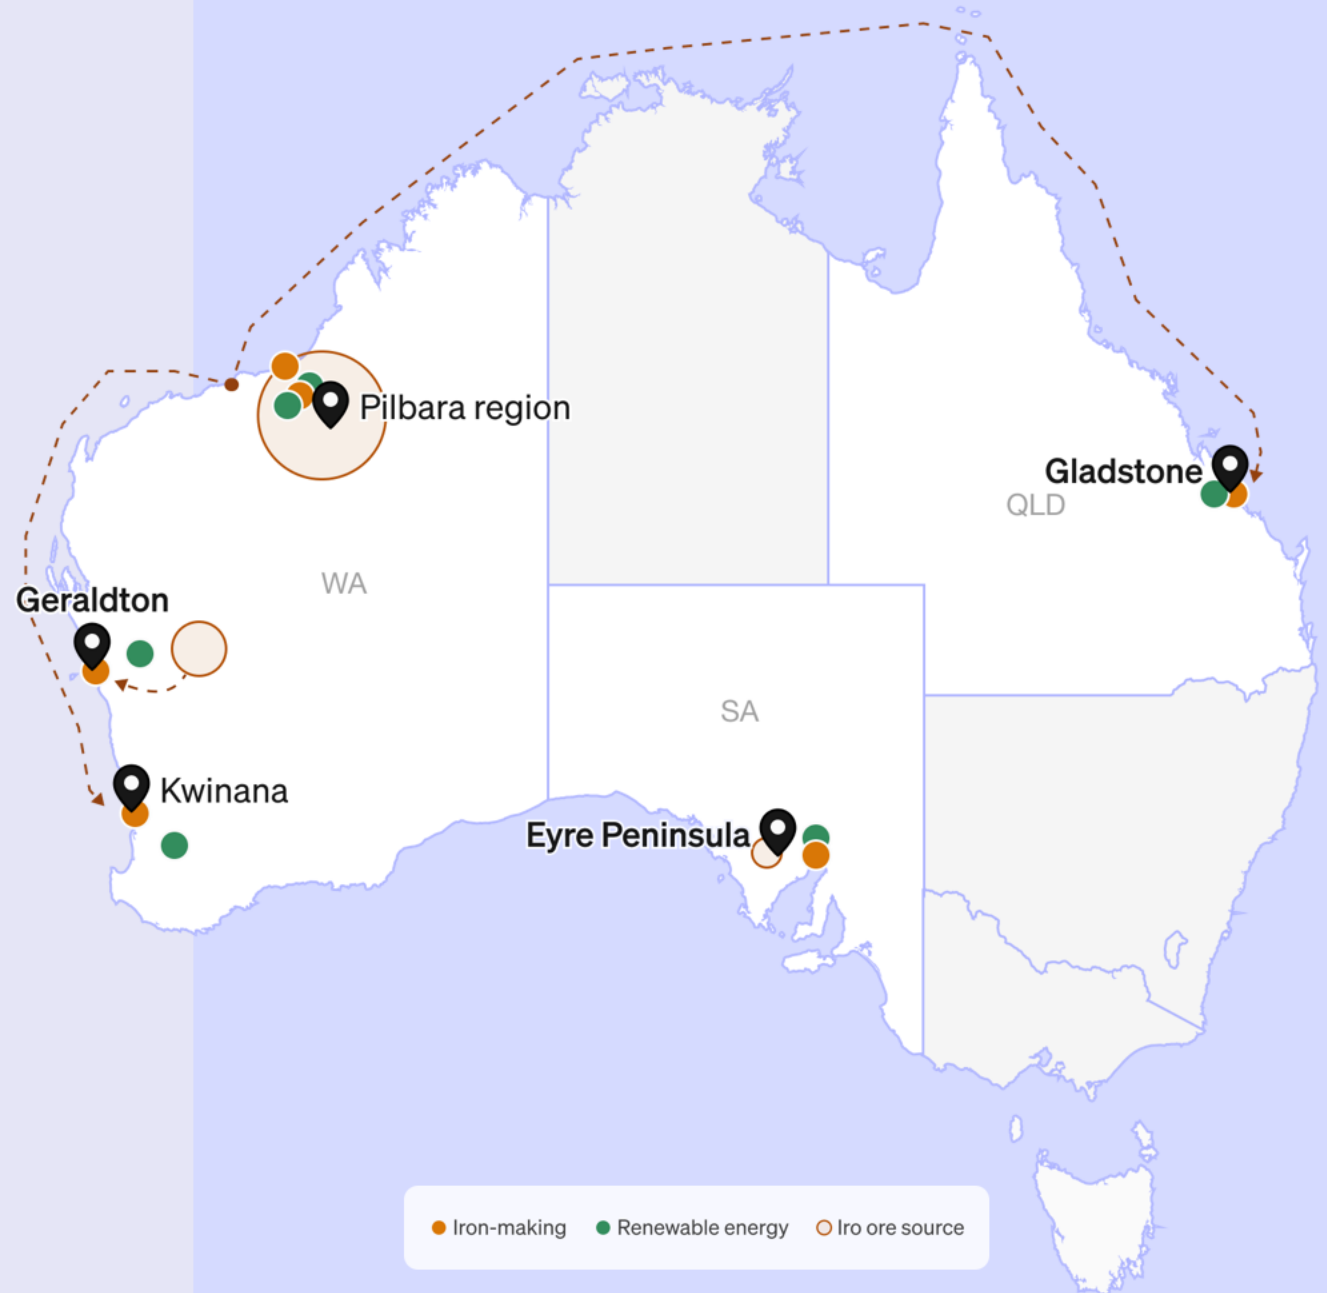 Pilbara region
Gladstone
QLD
WA
Geraldton
SA
Kwinana
Eyre Peninsula
Iron-making
Renewable energy
Iro ore source